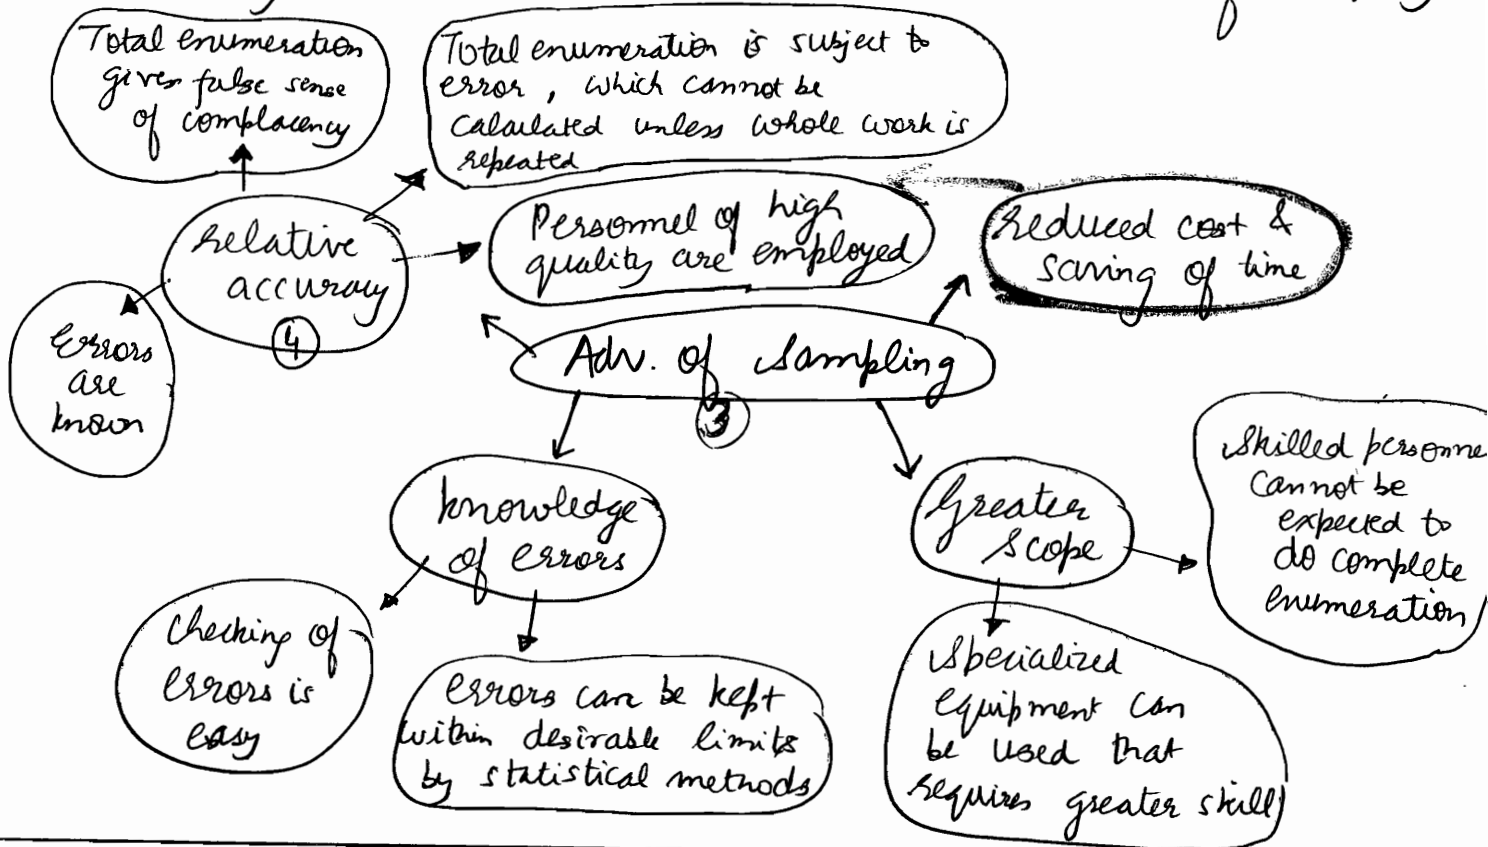 Total enumeration
gives false sense
of complacency
Total enumeration is subject to
error, which cannot be
calculated unless whole work is
repeated
Relative
accuracy
4
Personnel of high
quality are employed
Reduced cost &
saving of time
Errors
are
known
Adv. of sampling
3
Knowledge
of errors
Greater
scope
Skilled personne
cannot be
expected to
do complete
enumeration
Checking of
errors is
easy
errors can be kept
within desirable limits
by statistical methods
Specialized
equipment can
be used that
requires greater skill